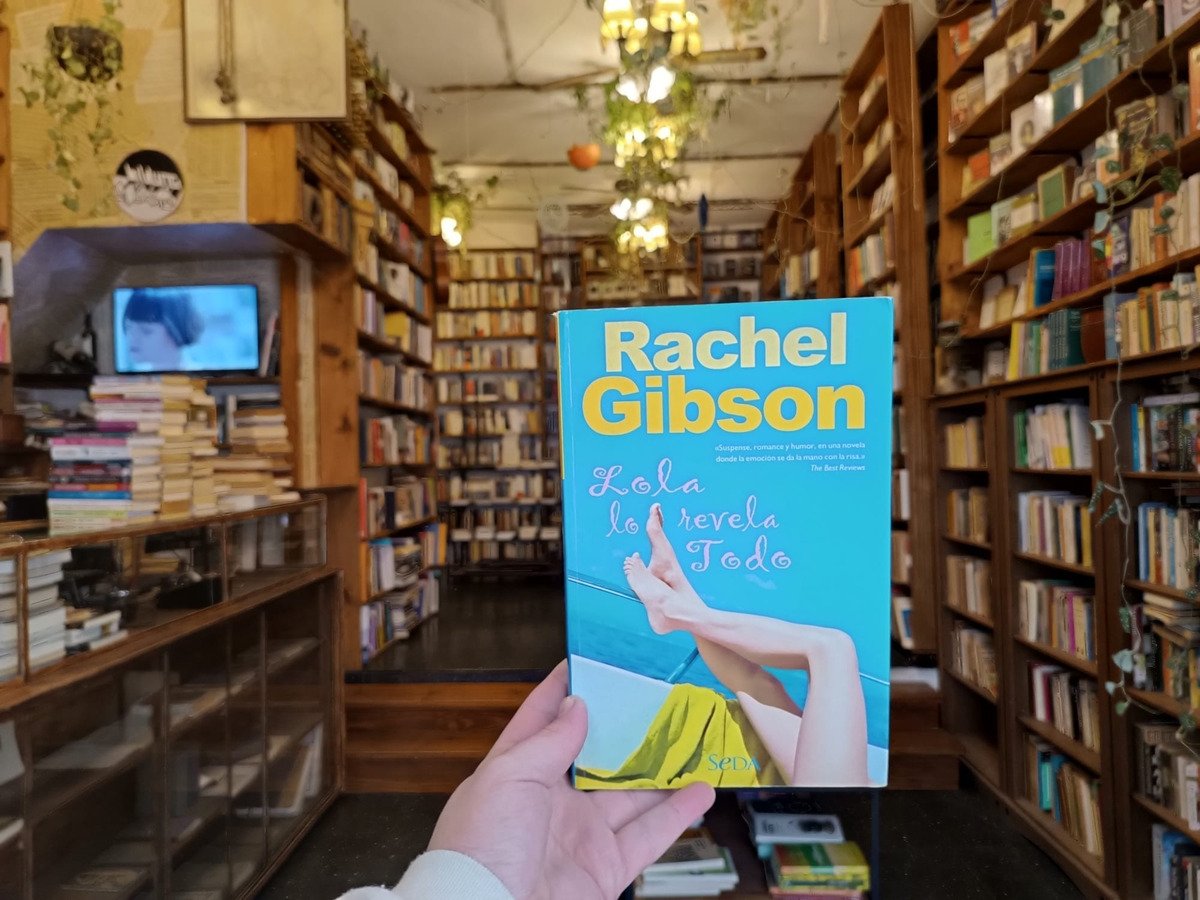 Rachel
Gibson
«Suspense, romance y humor, en una novela
donde la emoción se da la mano con la risa.»
The Best Reviews
Lola
lo revela
Todo
SeDA